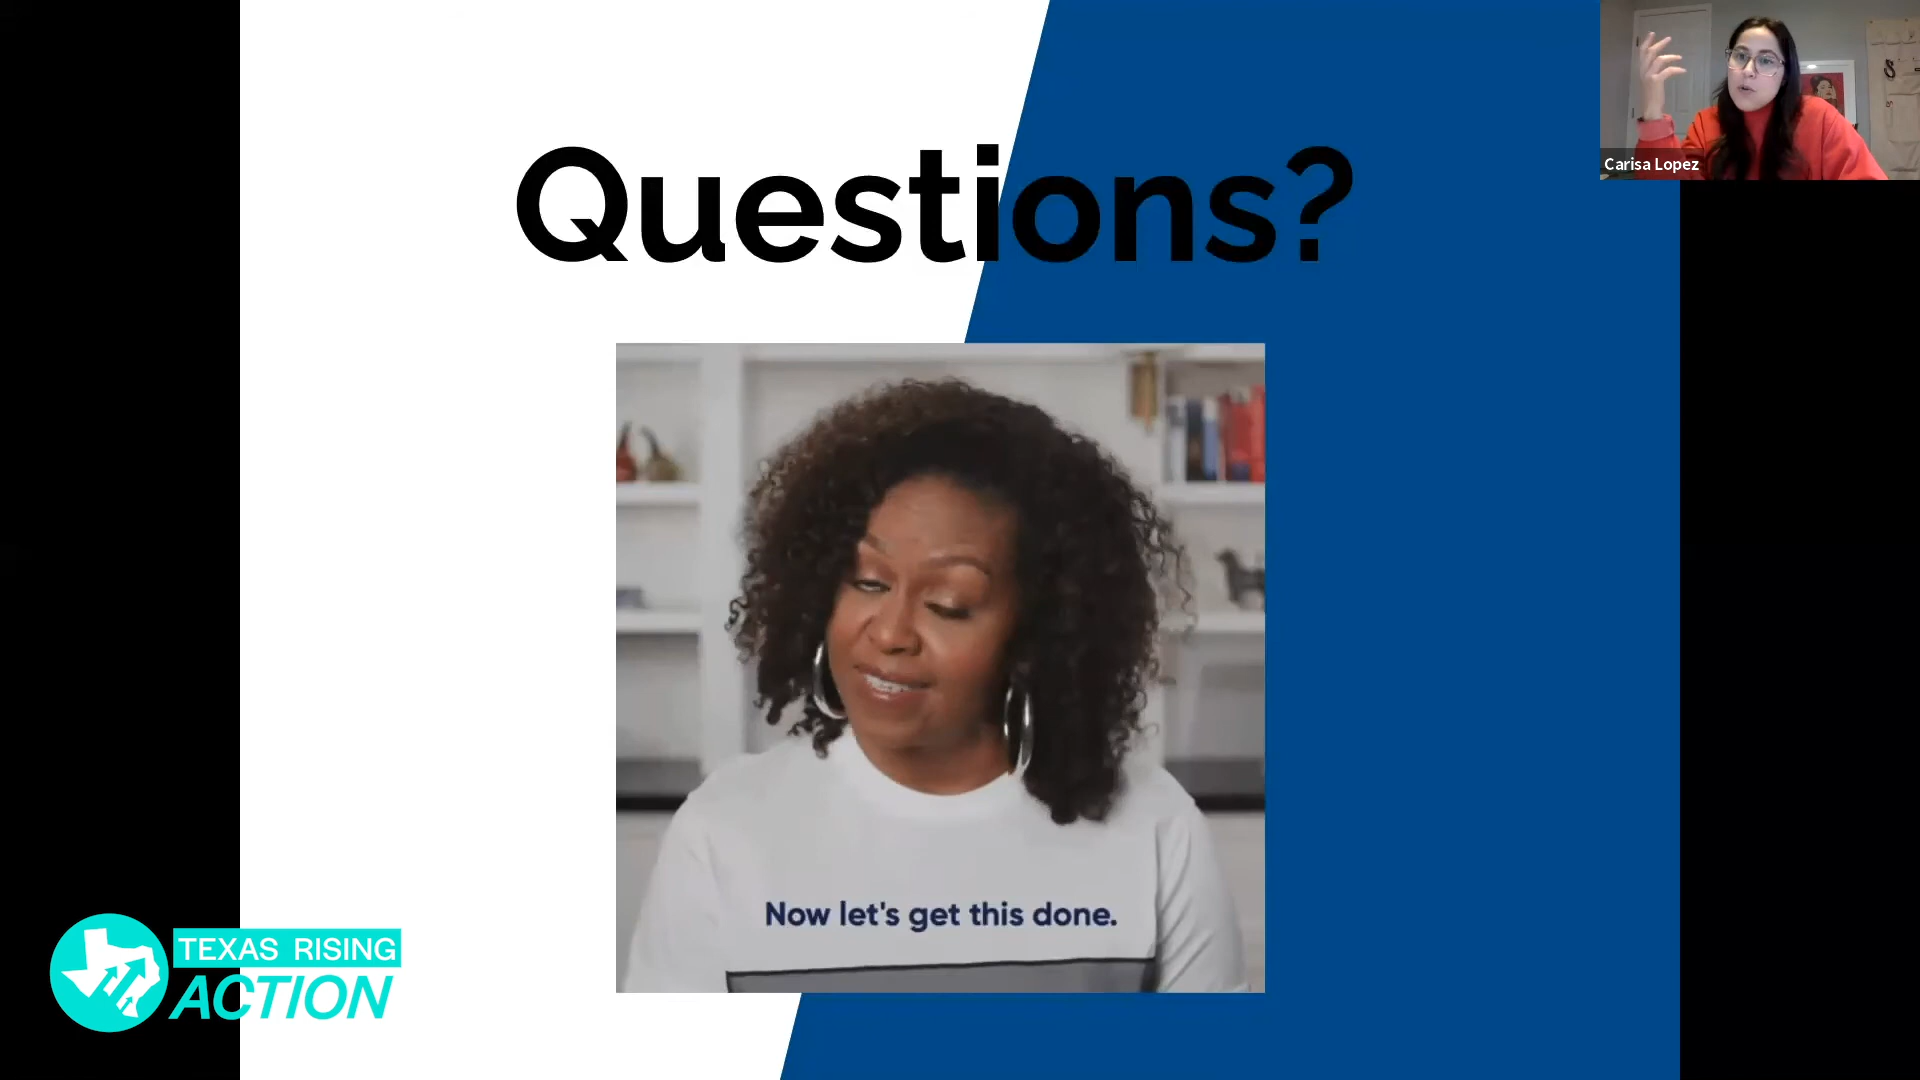 Questions?
Carisa Lopez
Now let's get this done.
TEXAS RISING
ACTION